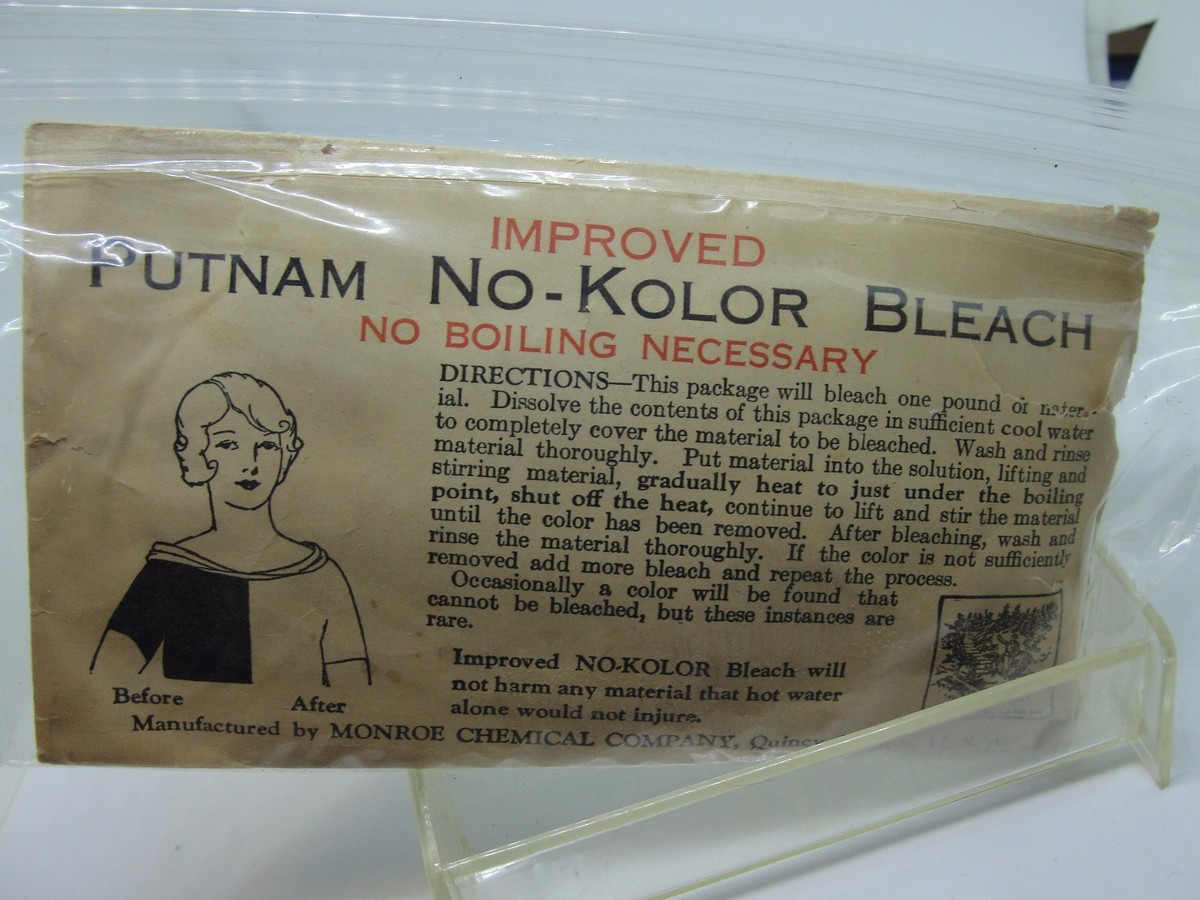 IMPROVED
PUTNAM NO-KOLOR BLEACH
NO BOILING NECESSARY
DIRECTIONS—This package will bleach one pound of mater-
ial. Dissolve the contents of this package in sufficient cool water
to completely cover the material to be bleached. Wash and rinse
material thoroughly. Put material into the solution, lifting and
stirring material, gradually heat to just under the boiling
point, shut off the heat, continue to lift and stir the material
until the color has been removed. After bleaching, wash and
rinse the material thoroughly. If the color is not sufficiently
removed add more bleach and repeat the process.
Occasionally a color will be found that
cannot be bleached, but these instances are
rare.
Improved NO-KOLOR Bleach will
not harm any material that hot water
alone would not injure.
Before After
Manufactured by MONROE CHEMICAL COMPANY, Quincy